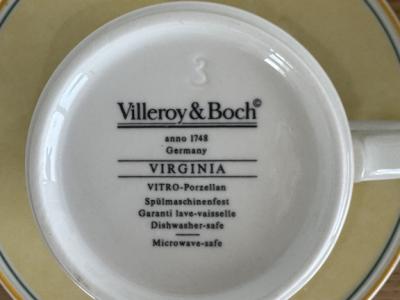 3
Villeroy & Boch©
anno 1748
Germany
VIRGINIA
VITRO-Porzellan
Spülmaschinenfest
Garanti lave-vaisselle
Dishwasher-safe
Microwave-safe